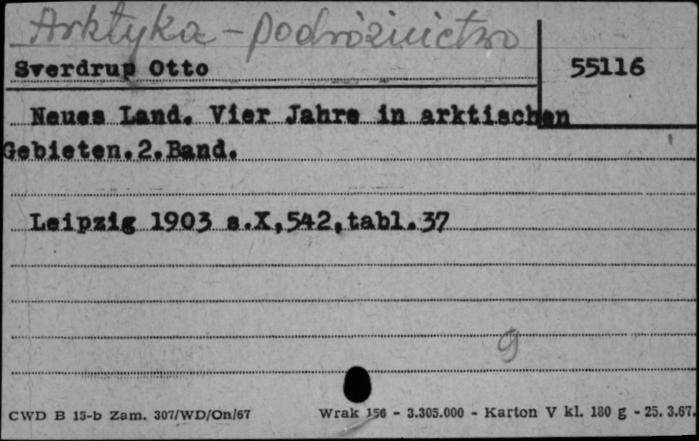 Arktyka - podróżnictwo
Sverdrup Otto
55116
Neues Land. Vier Jahre in arktischen
Gebieten.2.Band.
Leipzig 1903 s.X,542,tabl.37
g
CWD B 15-b Zam. 307/WD/On/67 Wrak 156 - 3.305.000 - Karton V kl. 180 g - 25. 3.67.